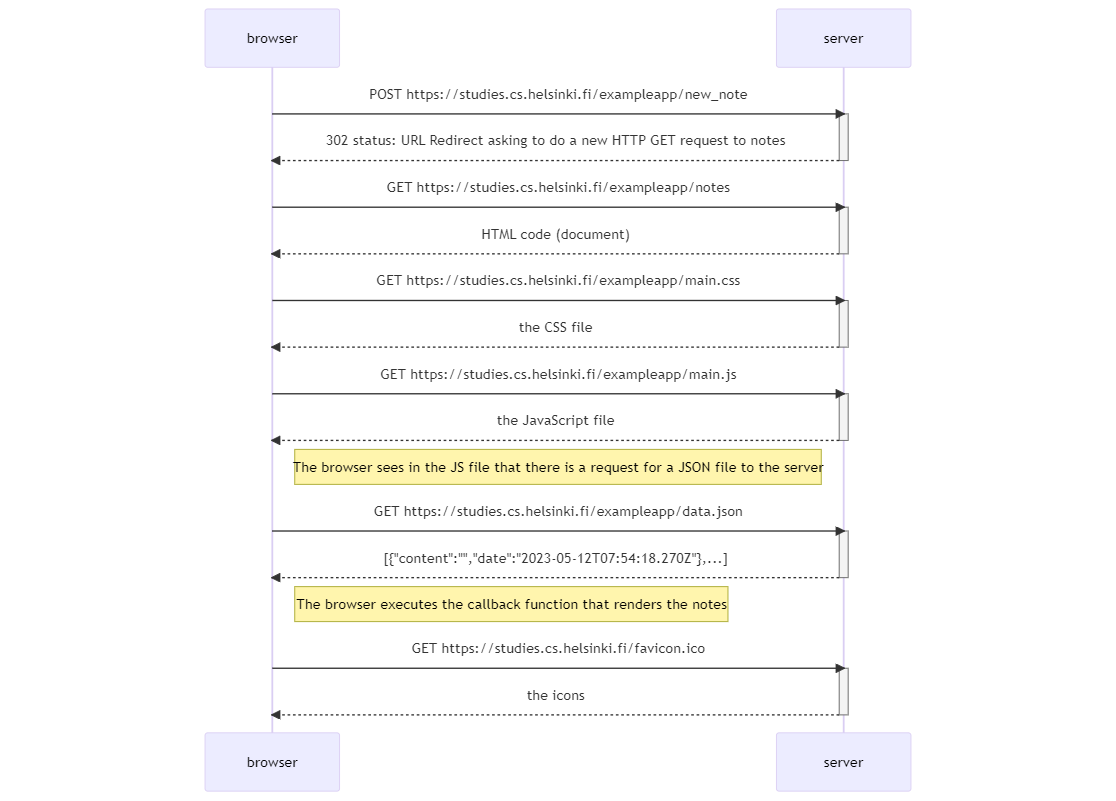 browser
server
POST https://studies.cs.helsinki.fi/exampleapp/new_note
302 status: URL Redirect asking to do a new HTTP GET request to notes
GET https://studies.cs.helsinki.fi/exampleapp/notes
HTML code (document)
GET https://studies.cs.helsinki.fi/exampleapp/main.css
the CSS file
GET https://studies.cs.helsinki.fi/exampleapp/main.js
the JavaScript file
The browser sees in the JS file that there is a request for a JSON file to the server
GET https://studies.cs.helsinki.fi/exampleapp/data.json
[{"content":"","date":"2023-05-12T07:54:18.270Z"},...]
The browser executes the callback function that renders the notes
GET https://studies.cs.helsinki.fi/favicon.ico
the icons
browser
server